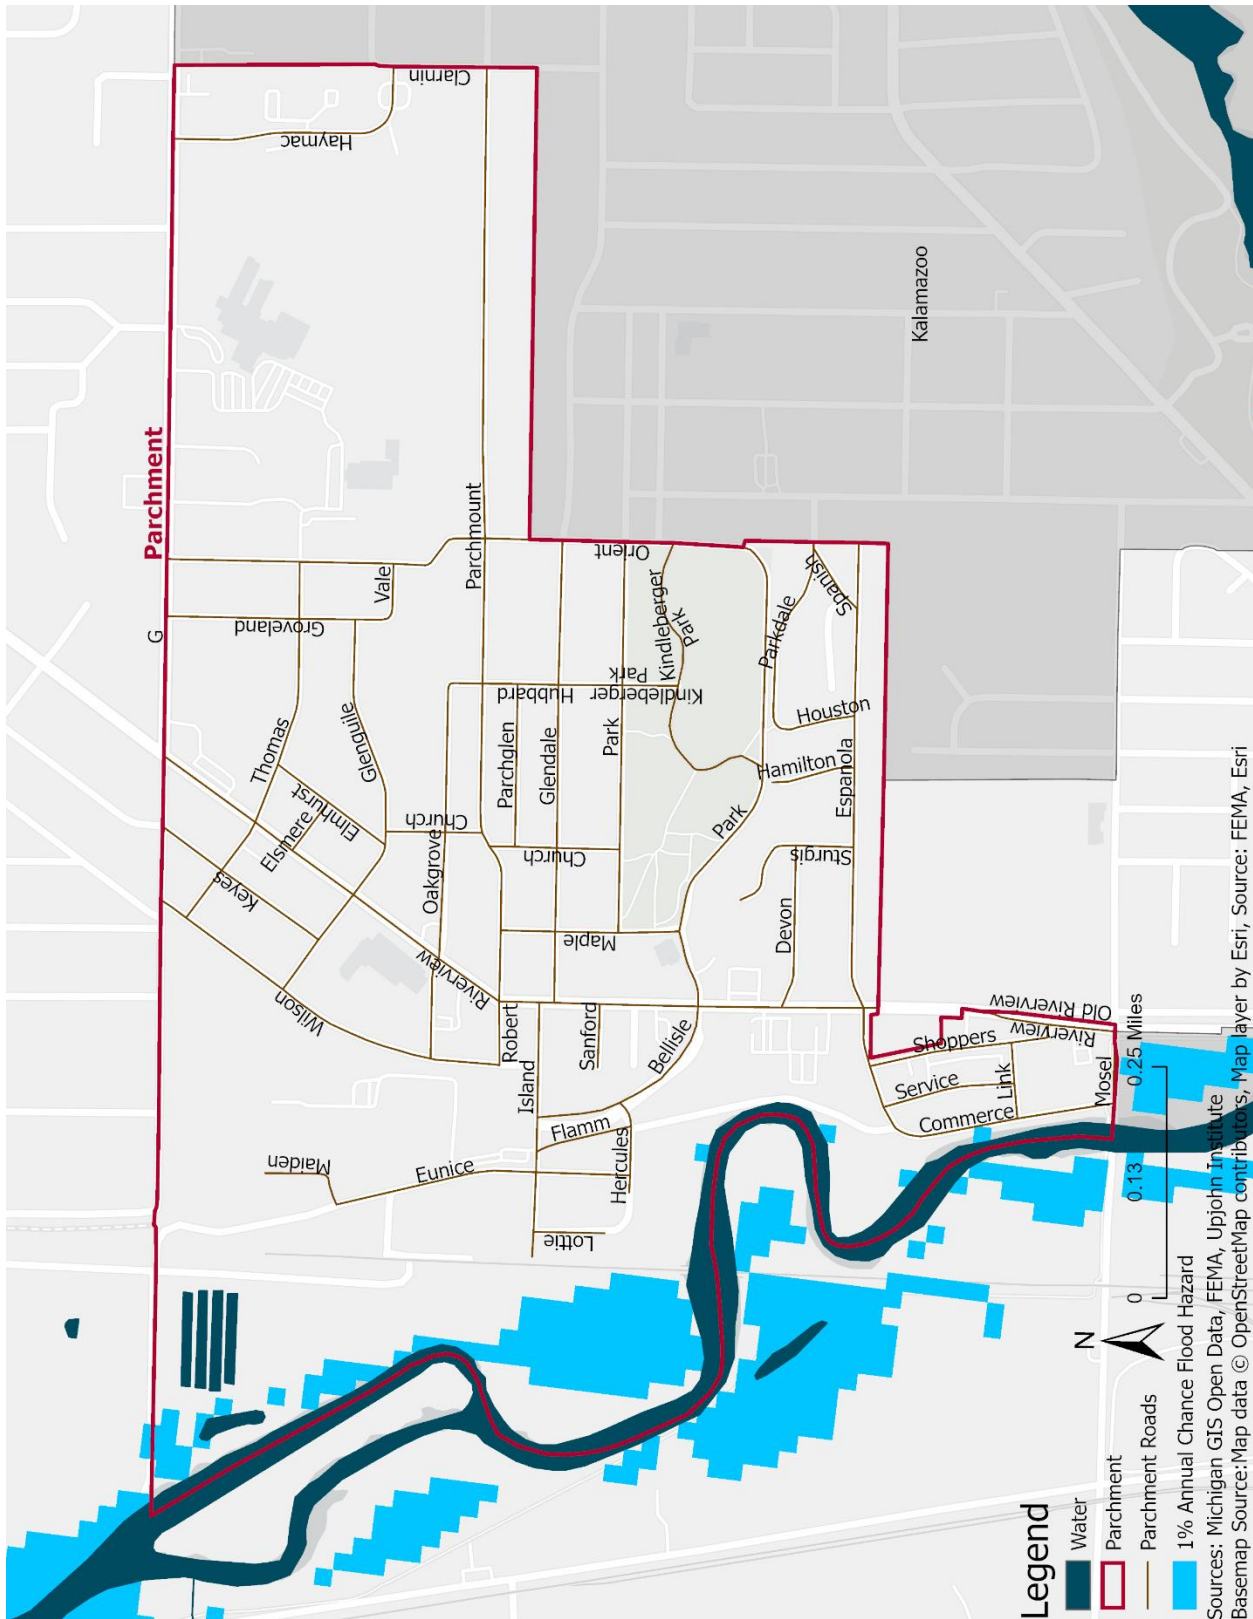 Parchment
G
Clarnin
Haymac
Parchmount
Vale
Groveland
Thomas
Glenguile
Elmhurst
Elsmere
Keyes
Wilson
Riverview
Oakgrove
Church
Parchglen
Glendale
Hubbard
Orient
Kindleberger
Park
Kindleberger
Park
Park
Church
Maple
Robert
Island
Sanford
Bellisle
Flamm
Hercules
Eunice
Maiden
Lottie
Park
Parkdale
Spanish
Houston
Hamilton
Espanola
Sturgis
Devon
Old Riverview
Riverview
Shoppers
Service
Link
Commerce
Mosel
Kalamazoo
N
0 0.13 0.25 Miles
Legend
Water
Parchment
Parchment Roads
1% Annual Chance Flood Hazard
Sources: Michigan GIS Open Data, FEMA, Upjohn Institute
Basemap Source:Map data © OpenStreetMap contributors, Map layer by Esri, Source: FEMA, Esri